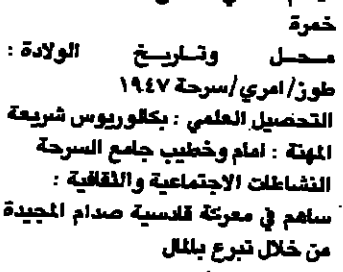 خمرة
محل وتاريخ الولادة :
طوز/ امري/سرحة ١٩٤٧
التحصيل العلمي : بكالوريوس شريعة
المهنة : امام وخطيب جامع السرحة
النشاطات الاجتماعية والثقافية :
ساهم في معركة قادسية صدام المجيدة
من خلال تبرع بالمال